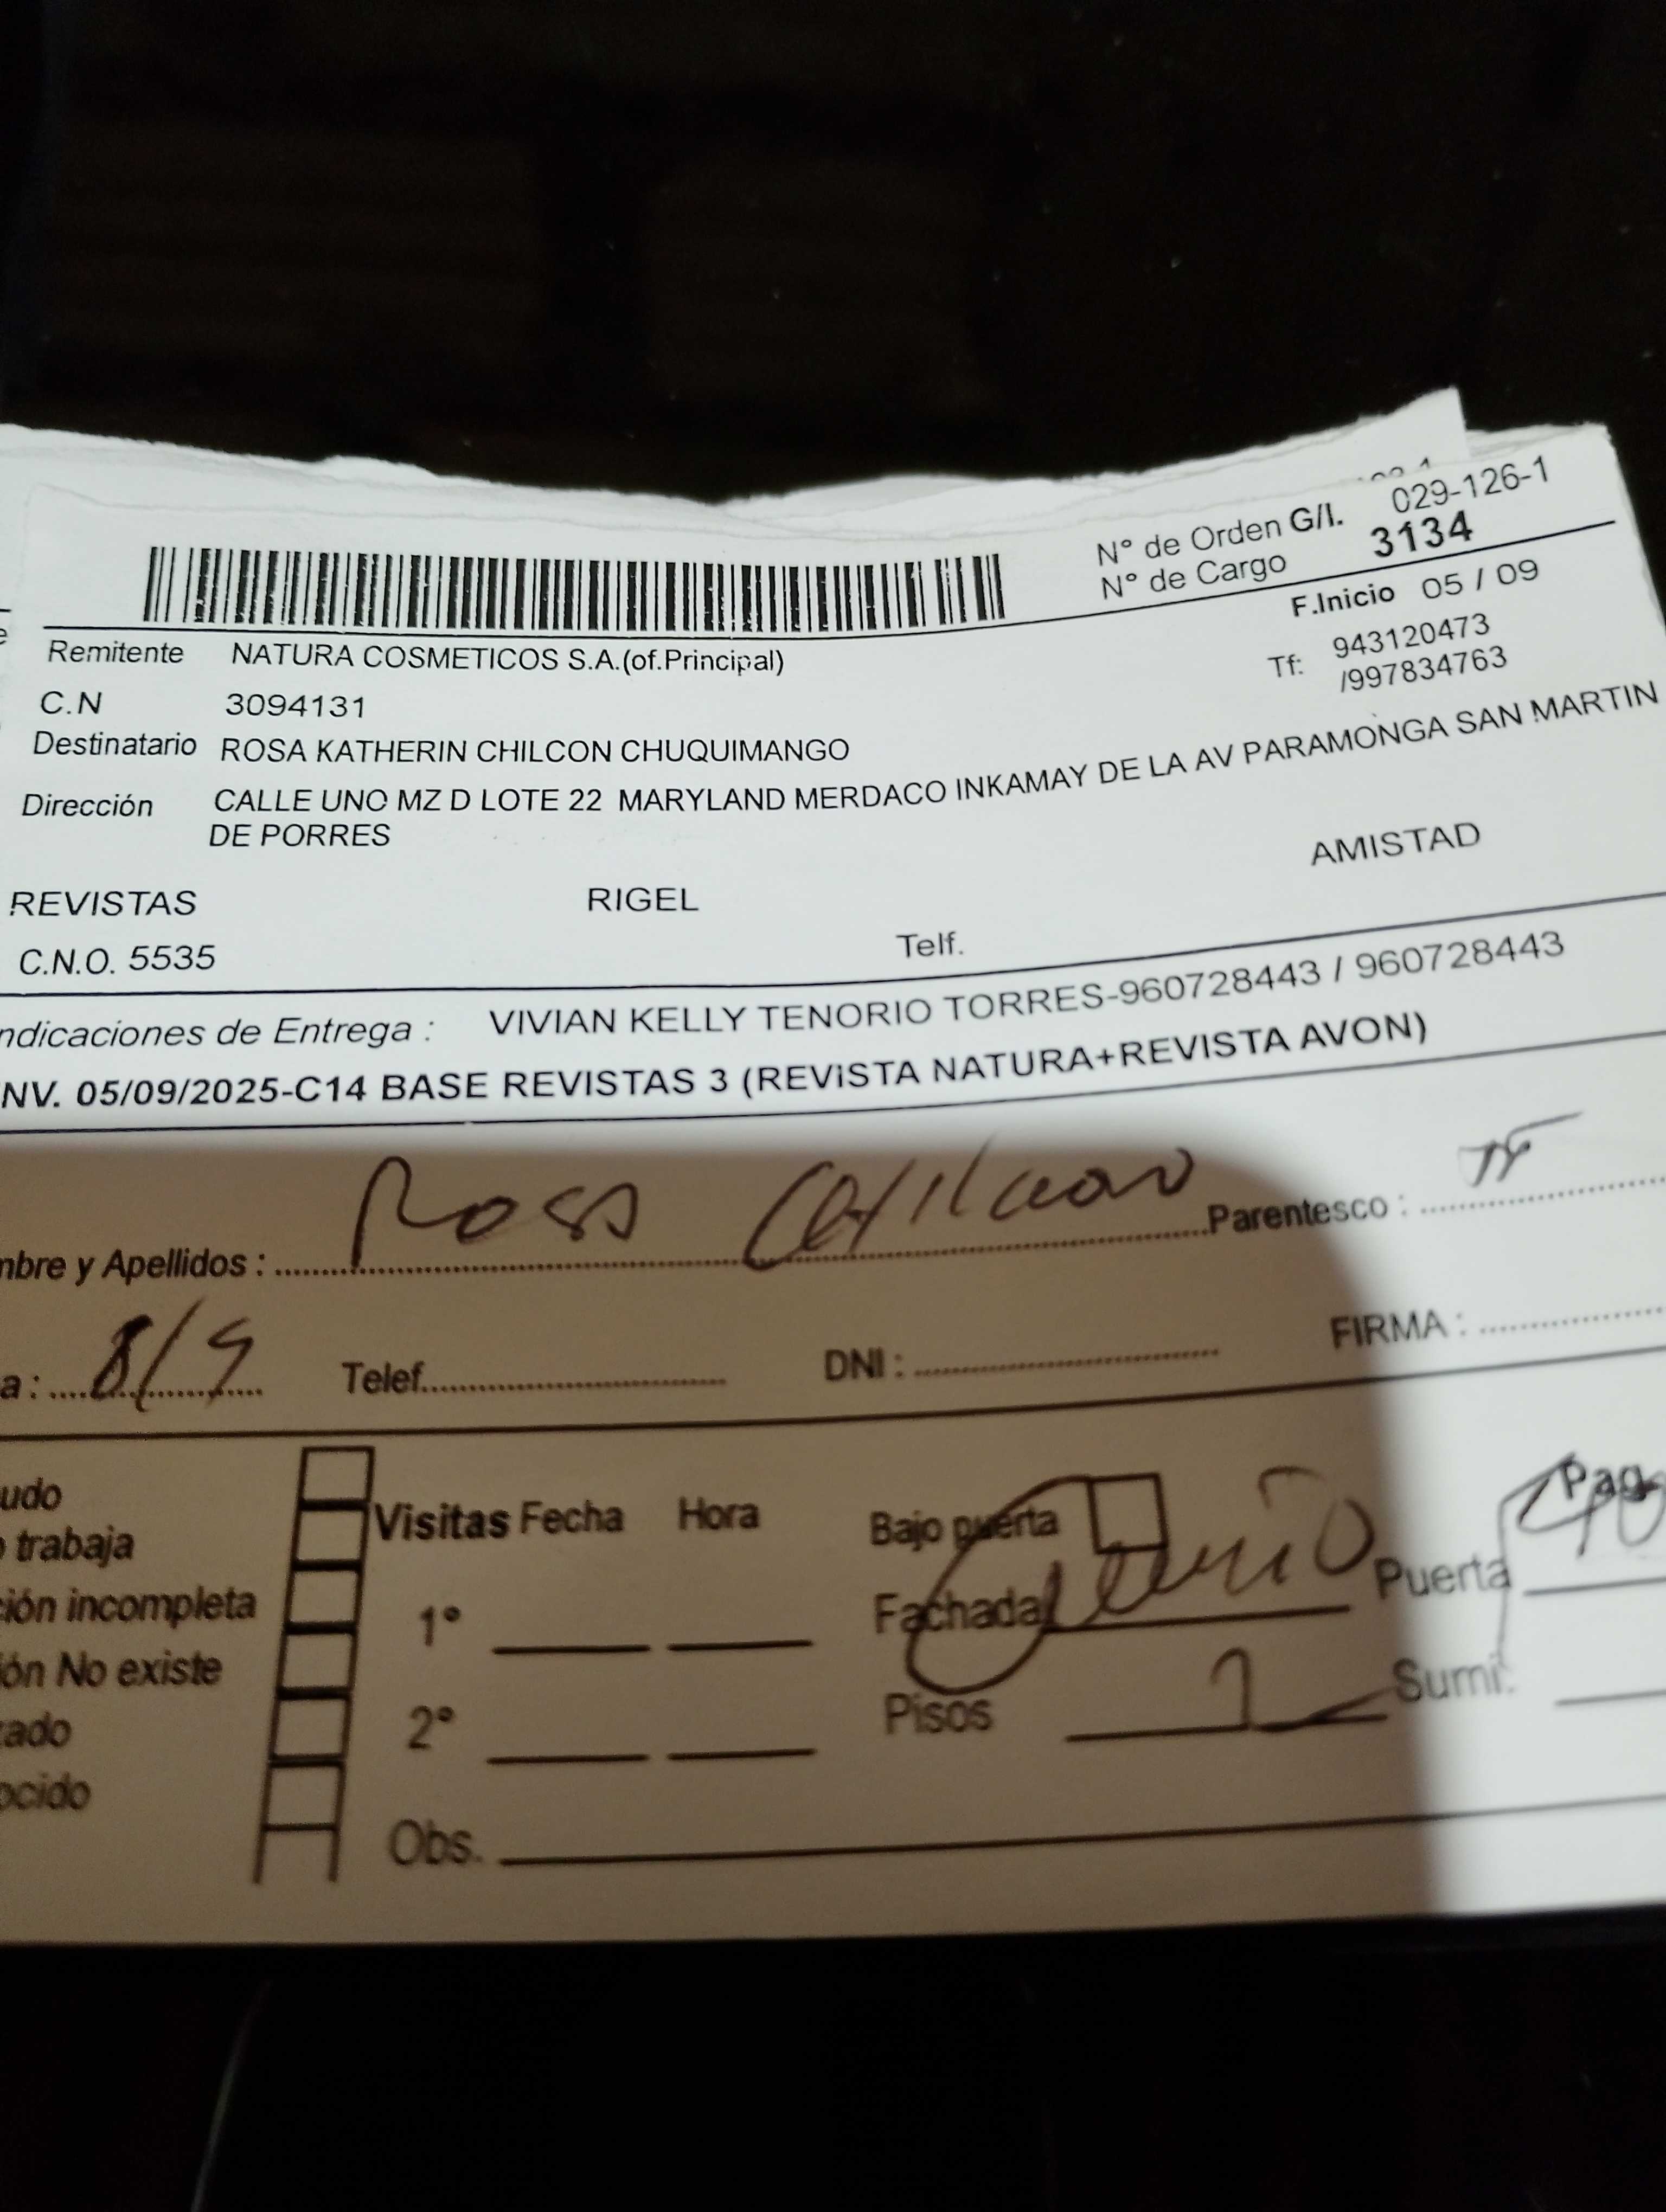 N° de Orden G/I. 029-126-1
N° de Cargo 3134
F.Inicio 05 / 09
Remitente NATURA COSMETICOS S.A.(of.Principal)
Tf: 943120473
/997834763
C.N 3094131
Destinatario ROSA KATHERIN CHILCON CHUQUIMANGO
Dirección CALLE UNO MZ D LOTE 22 MARYLAND MERDACO INKAMAY DE LA AV PARAMONGA SAN MARTIN
DE PORRES
AMISTAD
REVISTAS RIGEL
C.N.O. 5535 Telf.
ndicaciones de Entrega : VIVIAN KELLY TENORIO TORRES-960728443 / 960728443
NV. 05/09/2025-C14 BASE REVISTAS 3 (REViSTA NATURA+REVISTA AVON)
mbre y Apellidos : Rosa Chilcon Parentesco :
a : 8/9 Telef. DNI : FIRMA :
udo
o trabaja
ción incompleta
ión No existe
ado
ocido
Visitas Fecha Hora
1°
2°
Obs.
Bajo puerta Pag.
Fachada Puerta
Pisos 2 Sumi.